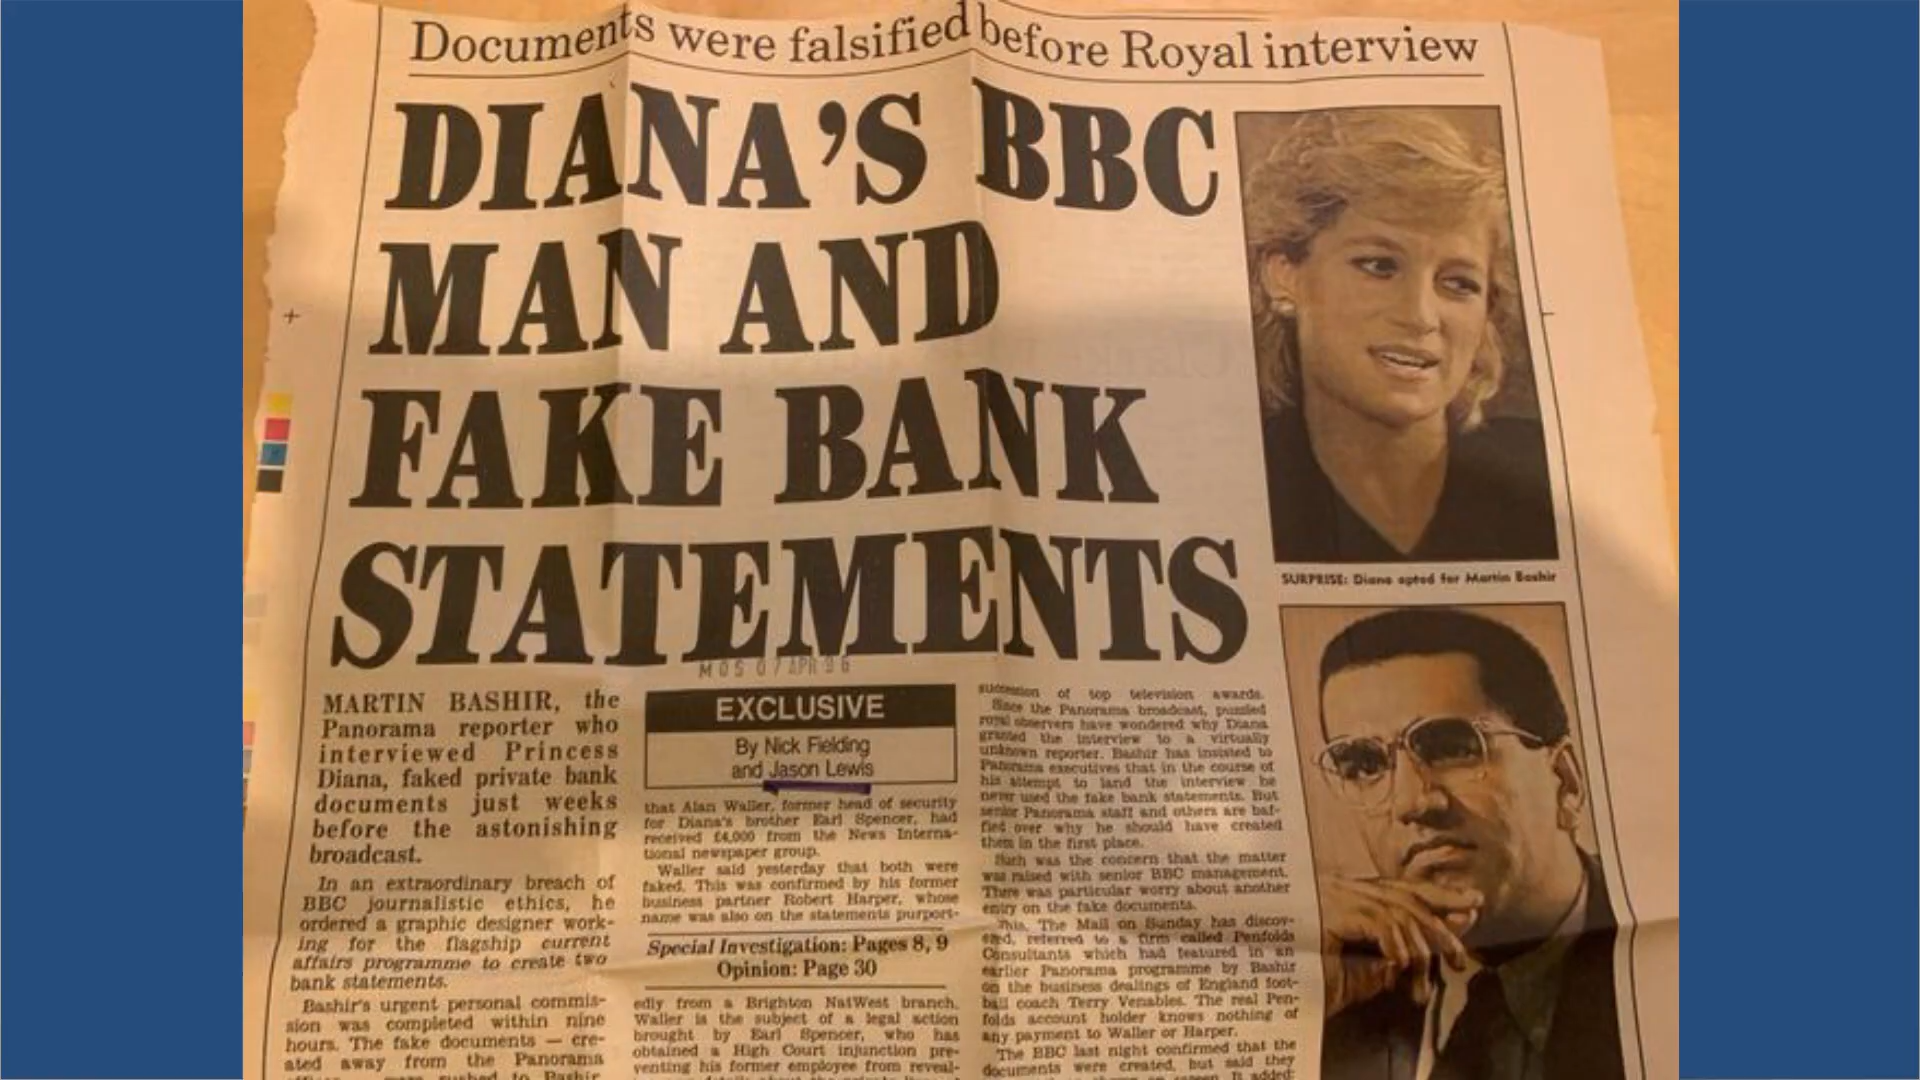 Documents were falsified before Royal interview
DIANA'S BBC
MAN AND
FAKE BANK
STATEMENTS
SURPRISE: Diana opted for Martin Bashir
MOS 07 APR 96
MARTIN BASHIR, the
Panorama reporter who
interviewed Princess
Diana, faked private bank
documents just weeks
before the astonishing
broadcast.
In an extraordinary breach of
BBC journalistic ethics, he
ordered a graphic designer work-
ing for the flagship current
affairs programme to create two
bank statements.
Bashir's urgent personal commis-
sion was completed within nine
hours. The fake documents — cre-
ated away from the Panorama
rushed to Bashir
EXCLUSIVE
By Nick Fielding
and Jason Lewis
that Alan Waller, former head of security
for Diana's brother Earl Spencer, had
received £4,000 from the News Interna-
tional newspaper group.
Waller said yesterday that both were
faked. This was confirmed by his former
business partner Robert Harper, whose
name was also on the statements purport-
Special Investigation: Pages 8, 9
Opinion: Page 30
edly from a Brighton NatWest branch.
Waller is the subject of a legal action
brought by Earl Spencer, who has
obtained a High Court injunction pre-
venting his former employee from reveal-
succession of top television awards.
Since the Panorama broadcast, puzzled
royal observers have wondered why Diana
granted the interview to a virtually
unknown reporter. Bashir has insisted to
Panorama executives that in the course of
his attempt to land the interview he
never used the fake bank statements. But
senior Panorama staff and others are baf-
fled over why he should have created
them in the first place.
Such was the concern that the matter
was raised with senior BBC management.
There was particular worry about another
entry on the fake documents.
This, The Mail on Sunday has discov-
ered, referred to a firm called Penfolds
Consultants which had featured in an
earlier Panorama programme by Bashir
on the business dealings of England foot-
ball coach Terry Venables. The real Pen-
folds account holder knows nothing of
any payment to Waller or Harper.
The BBC last night confirmed that the
documents were created, but said they
on screen. It added: